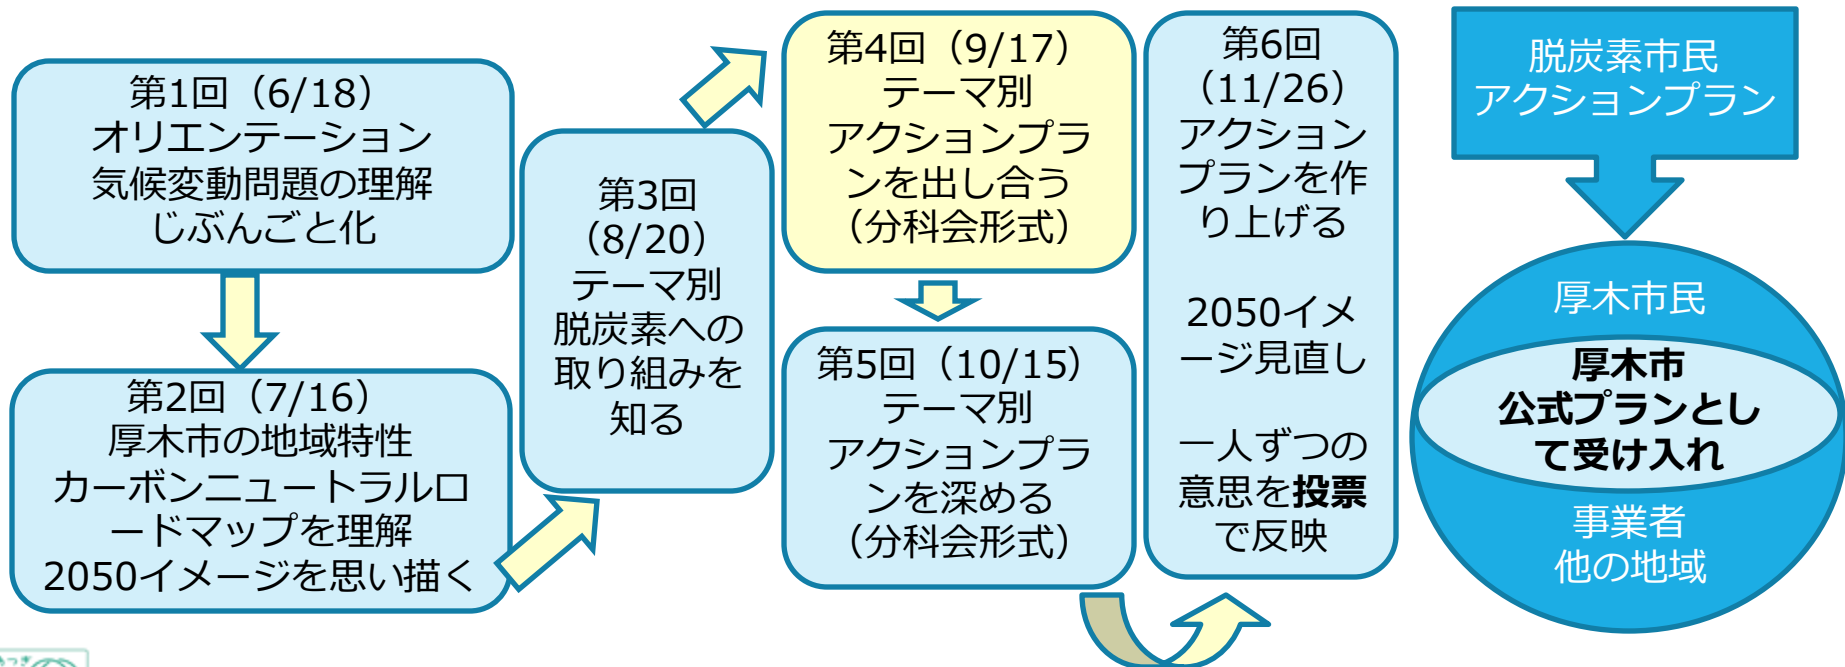 第1回（6/18）
オリエンテーション
気候変動問題の理解
じぶんごと化
第2回（7/16）
厚木市の地域特性
カーボンニュートラルロ
ードマップを理解
2050イメージを思い描く
第3回
（8/20）
テーマ別
脱炭素への
取り組みを
知る
第4回（9/17）
テーマ別
アクションプラ
ンを出し合う
（分科会形式）
第5回（10/15）
テーマ別
アクションプラ
ンを深める
（分科会形式）
第6回
（11/26）
アクション
プランを作
り上げる
2050イメ
ージ見直し
一人ずつの
意思を投票
で反映
脱炭素市民
アクションプラン
厚木市民
厚木市
公式プランとし
て受け入れ
事業者
他の地域